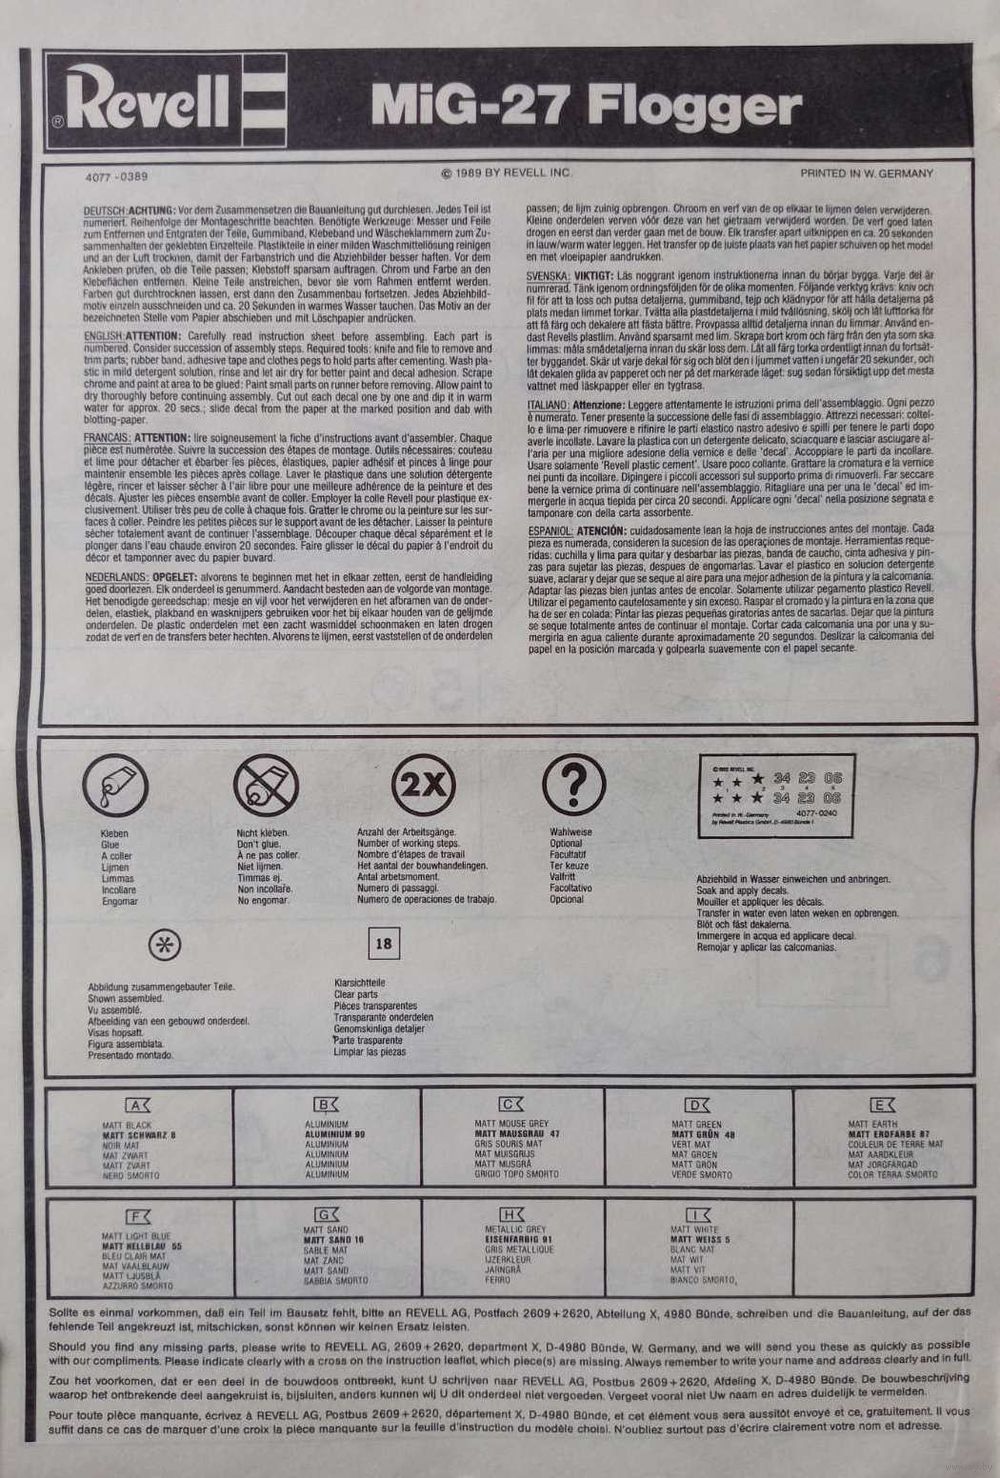 Revell
®
MiG-27 Flogger
4077-0389
© 1989 BY REVELL INC.
PRINTED IN W. GERMANY
DEUTSCH: ACHTUNG: Vor dem Zusammensetzen die Bauanleitung gut durchlesen. Jedes Teil ist
numeriert. Reihenfolge der Montageschritte beachten. Benötigte Werkzeuge: Messer und Feile
zum Entfernen und Entgraten der Teile, Gummiband, Klebeband und Wäscheklammern zum Zu-
sammenhalten der geklebten Einzelteile. Plastikteile in einer milden Waschmittellösung reinigen
und an der Luft trocknen, damit der Farbanstrich und die Abziehbilder besser haften. Vor dem
Ankleben prüfen, ob die Teile passen; Klebstoff sparsam auftragen. Chrom und Farbe an den
Klebeflächen entfernen. Kleine Teile anstreichen, bevor sie vom Rahmen entfernt werden.
Farben gut durchtrocknen lassen, erst dann den Zusammenbau fortsetzen. Jedes Abziehbild-
motiv einzeln ausschneiden und ca. 20 Sekunden in warmes Wasser tauchen. Das Motiv an der
bezeichneten Stelle vom Papier abschieben und mit Löschpapier andrücken.
ENGLISH: ATTENTION: Carefully read instruction sheet before assembling. Each part is
numbered. Consider succession of assembly steps. Required tools: knife and file to remove and
trim parts; rubber band, adhesive tape and clothes pegs to hold parts after cementing. Wash pla-
stic in mild detergent solution, rinse and let air dry for better paint and decal adhesion. Scrape
chrome and paint at area to be glued: Paint small parts on runner before removing. Allow paint to
dry thoroughly before continuing assembly. Cut out each decal one by one and dip it in warm
water for approx. 20 secs.; slide decal from the paper at the marked position and dab with
blotting-paper.
FRANCAIS: ATTENTION: lire soigneusement la fiche d'instructions avant d'assembler. Chaque
pièce est numérotée. Suivre la succession des étapes de montage. Outils nécessaires: couteau
et lime pour détacher et ébarber les pièces, élastiques, papier adhésif et pinces à linge pour
maintenir ensemble les pièces après collage. Laver le plastique dans une solution détergente
légère, rincer et laisser sécher à l'air libre pour une meilleure adhérence de la peinture et des
décals. Ajuster les pièces ensemble avant de coller. Employer la colle Revell pour plastique ex-
clusivement. Utiliser très peu de colle à chaque fois. Gratter le chrome ou la peinture sur les sur-
faces à coller. Peindre les petites pièces sur le support avant de les détacher. Laisser la peinture
sécher totalement avant de continuer l'assemblage. Découper chaque décal séparément et le
plonger dans l'eau chaude environ 20 secondes. Faire glisser le décal du papier à l'endroit du
décor et tamponner avec du papier buvard.
NEDERLANDS: OPGELET: alvorens te beginnen met het in elkaar zetten, eerst de handleiding
goed doorlezen. Elk onderdeel is genummerd. Aandacht besteden aan de volgorde van montage.
Het benodigde gereedschap: mesje en vijl voor het verwijderen en het afbramen van de onder-
delen, elastiek, plakband en wasknijpers gebruiken voor het bij elkaar houden van de gelijmde
onderdelen. De plastic onderdelen met een zacht wasmiddel schoonmaken en laten drogen
zodat de verf en de transfers beter hechten. Alvorens te lijmen, eerst vaststellen of de onderdelen
passen; de lijm zuinig opbrengen. Chroom en verf van de op elkaar te lijmen delen verwijderen.
Kleine onderdelen verven vóór deze van het gietraam verwijderd worden. De verf goed laten
drogen en eerst dan verder gaan met de bouw. Elk transfer apart uitknippen en ca. 20 sekonden
in lauw/warm water leggen. Het transfer op de juiste plaats van het papier schuiven op het model
en met vloeipapier aandrukken.
SVENSKA: VIKTIGT: Läs noggrant igenom instruktionerna innan du börjar bygga. Varje del är
numrerad. Tänk igenom ordningsföljden för de olika momenten. Följande verktyg krävs: kniv och
fil för att ta loss och putsa detaljerna, gummiband, tejp och klädnypor för att hålla detaljerna på
plats medan limmet torkar. Tvätta alla plastdetaljerna i mild tvållösning, skölj och låt lufttorka för
att få färg och dekalere att fästa bättre. Provpassa alltid detaljerna innan du limmar. Använd en-
dast Revells plastlim. Använd sparsamt med lim. Skrapa bort krom och färg från den yta som ska
limmas: måla smådetaljerna innan du skär loss dem. Låt all färg torka ordentligt innan du fortsät-
ter byggandet. Skär ut varje dekal för sig och blöt den i ljummet vatten i ungefär 20 sekunder, och
låt dekalen glida av papperet och ner på det markerade läget: sug sedan försiktigt upp det mesta
vattnet med läskpapper eller en tygtrasa.
ITALIANO: Attenzione: Leggere attentamente le istruzioni prima dell'assemblaggio. Ogni pezzo
è numerato. Tener presente la successione delle fasi di assemblaggio. Attrezzi necessari: coltel-
lo e lima per rimuovere e rifinire le parti elastico nastro adesivo e spilli per tenere le parti dopo
averle incollate. Lavare la plastica con un detergente delicato, sciacquare e lasciar asciugare al-
l'aria per una migliore adesione della vernice e delle 'decal'. Accoppiare le parti da incollare.
Usare solamente 'Revell plastic cement'. Usare poco collante. Grattare la cromatura e la vernice
nei punti da incollare. Dipingere i piccoli accessori sul supporto prima di rimuoverli. Far seccare
bene la vernice prima di continuare nell'assemblaggio. Ritagliare una per una le 'decal' ed im-
mergerle in acqua tiepida per circa 20 secondi. Applicare ogni 'decal' nella posizione segnata e
tamponare con della carta assorbente.
ESPANIOL: ATENCIÓN: cuidadosamente lean la hoja de instrucciones antes del montaje. Cada
pieza es numerada, consideren la sucesion de las operaciones de montaje. Herramientas reque-
ridas: cuchilla y lima para quitar y desbarbar las piezas, banda de caucho, cinta adhesiva y pin-
zas para sujetar las piezas, despues de engomarlas. Lavar el plastico en solucion detergente
suave, aclarar y dejar que se seque al aire para una mejor adhesion de la pintura y la calcomania.
Adaptar las piezas bien juntas antes de encolar. Solamente utilizar pegamento plastico Revell.
Utilizar el pegamento cautelosamente y sin exceso. Raspar el cromado y la pintura en la zona que
ha de ser en colada: Pintar las piezas pequeñas giratorias antes de sacarlas. Dejar que la pintura
se seque totalmente antes de continuar el montaje. Cortar cada calcomania una por una y su-
mergirla en agua caliente durante aproximadamente 20 segundos. Deslizar la calcomania del
papel en la posición marcada y golpearla suavemente con el papel secante.
Kleben
Glue
A coller
Lijmen
Limmas
Incollare
Engomar
Nicht kleben.
Don't glue.
À ne pas coller.
Niet lijmen.
Timmas ej.
Non incollare.
No engomar.
2X
Anzahl der Arbeitsgänge.
Number of working steps.
Nombre d'étapes de travail
Het aantal der bouwhandelingen.
Antal arbetsmoment.
Numero di passaggi.
Numero de operaciones de trabajo.
?
Wahlweise
Optional
Facultatif
Ter keuze
Valfritt
Facoltativo
Opcional
©1989 REVELL INC.
34 23 06
2 3 4 5
34 23 06
Printed in W.-Germany 4077-0240
by Revell Plastics GmbH. D-4980 Bünde 1
Abziehbild in Wasser einweichen und anbringen.
Soak and apply decals.
Mouiller et appliquer les décals.
Transfer in water even laten weken en opbrengen.
Blöt och fäst dekalerna.
Immergere in acqua ed applicare decal.
Remojar y aplicar las calcomanias.
Abbildung zusammengebauter Teile.
Shown assembled.
Vu assemblé.
Afbeelding van een gebouwd onderdeel.
Visas hopsatt.
Figura assemblata.
Presentado montado.
18
Klarsichtteile
Clear parts
Pièces transparentes
Transparante onderdelen
Genomskinliga detaljer
Parte trasparente
Limpiar las piezas
A
MATT BLACK
MATT SCHWARZ 8
NOIR MAT
MAT ZWART
MATT ZVART
NERO SMORTO
B
ALUMINIUM
ALUMINIUM 99
ALUMINIUM
ALUMINIUM
ALUMINIUM
ALUMINIUM
C
MATT MOUSE GREY
MATT MAUSGRAU 47
GRIS SOURIS MAT
MAT MUISGRIJS
MATT MUSGRÅ
GRIGIO TOPO SMORTO
D
MATT GREEN
MATT GRÜN 48
VERT MAT
MAT GROEN
MATT GRÖN
VERDE SMORTO
E
MATT EARTH
MATT ERDFARBE 87
COULEUR DE TERRE MAT
MAT AARDKLEUR
MAT JORDFARGAD
COLOR TERRA SMORTO
F
MATT LIGHT BLUE
MATT HELLBLAU 55
BLEU CLAIR MAT
MAT VAALBLAUW
MATT LJUSBLÅ
AZZURRO SMORTO
G
MATT SAND
MATT SAND 16
SABLE MAT
MAT ZAND
MATT SAND
SABBIA SMORTO
H
METALLIC GREY
EISENFARBIG 91
GRIS METALLIQUE
IJZERKLEUR
JARNGRÅ
FERRO
I
MATT WHITE
MATT WEISS 5
BLANC MAT
MAT WIT
MATT VIT
BIANCO SMORTO,
Sollte es einmal vorkommen, daß ein Teil im Bausatz fehlt, bitte an REVELL AG, Postfach 2609+2620, Abteilung X, 4980 Bünde, schreiben und die Bauanleitung, auf der das
fehlende Teil angekreuzt ist, mitschicken, sonst können wir keinen Ersatz leisten.
Should you find any missing parts, please write to REVELL AG, 2609+2620, department X, D-4980 Bünde, W. Germany, and we will send you these as quickly as possible
with our compliments. Please indicate clearly with a cross on the instruction leaflet, which piece(s) are missing. Always remember to write your name and address clearly and in full.
Zou het voorkomen, dat er een deel in de bouwdoos ontbreekt, kunt U schrijven naar REVELL AG, Postbus 2609+2620, Afdeling X, D-4980 Bünde. De bouwbeschrijving
waarop het ontbrekende deel aangekruist is, bijsluiten, anders kunnen wij U dit onderdeel niet vergoeden. Vergeet vooral niet Uw naam en adres duidelijk te vermelden.
Pour toute pièce manquante, écrivez à REVELL AG, Postbus 2609+2620, département X, D-4980 Bünde, et cet élément vous sera aussitôt envoyé et ce, gratuitement. Il vous
suffit dans ce cas de marquer d'une croix la pièce manquante sur la feuille d'instruction du modèle choisi. N'oubliez surtout pas d'écrire clairement votre nom et adresse.